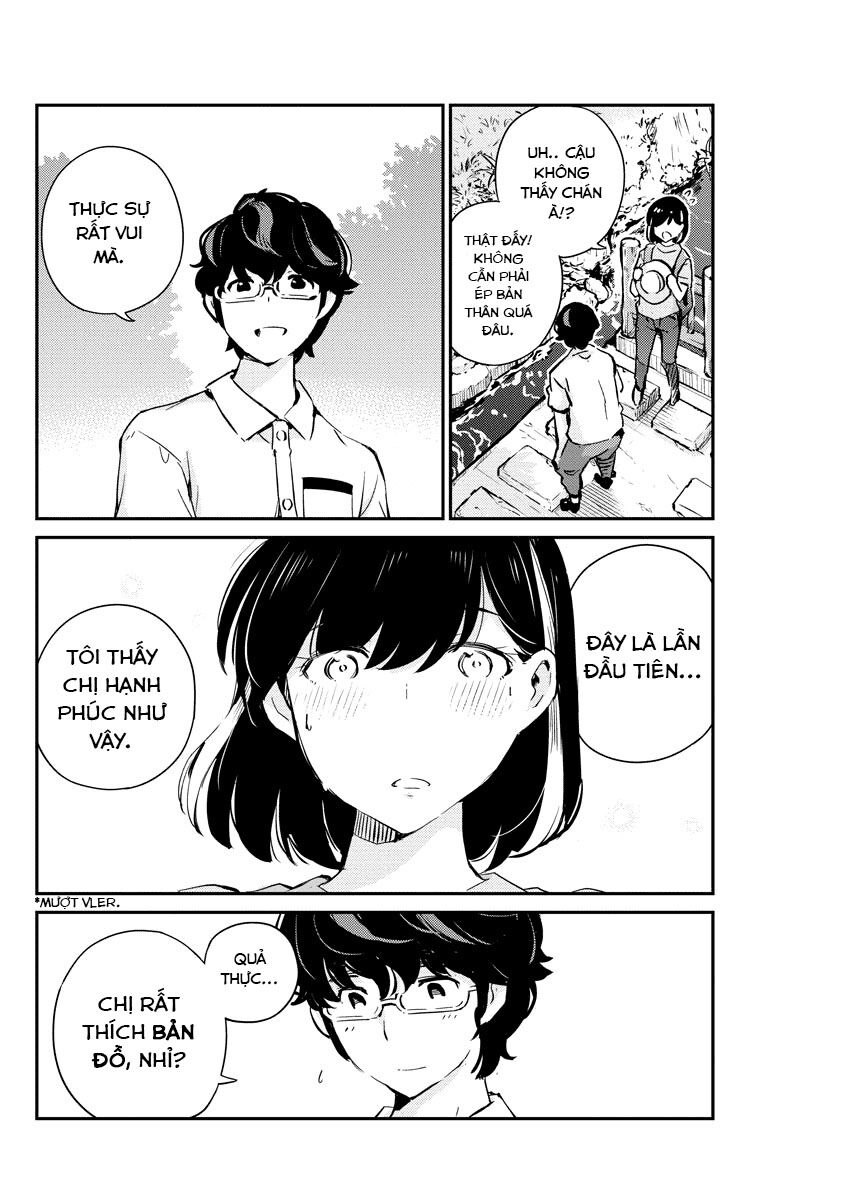 UH.. CẬU
KHÔNG
THẤY CHÁN
À!?
THẬT ĐẤY!
KHÔNG
CẦN PHẢI
ÉP BẢN
THÂN QUÁ
ĐÂU.
THỰC SỰ
RẤT VUI
MÀ.
ĐÂY LÀ LẦN
ĐẦU TIÊN...
TÔI THẤY
CHỊ HẠNH
PHÚC NHƯ
VẬY.
*MƯỢT VLER.
QUẢ
THỰC...
CHỊ RẤT
THÍCH BẢN
ĐỒ, NHỈ?